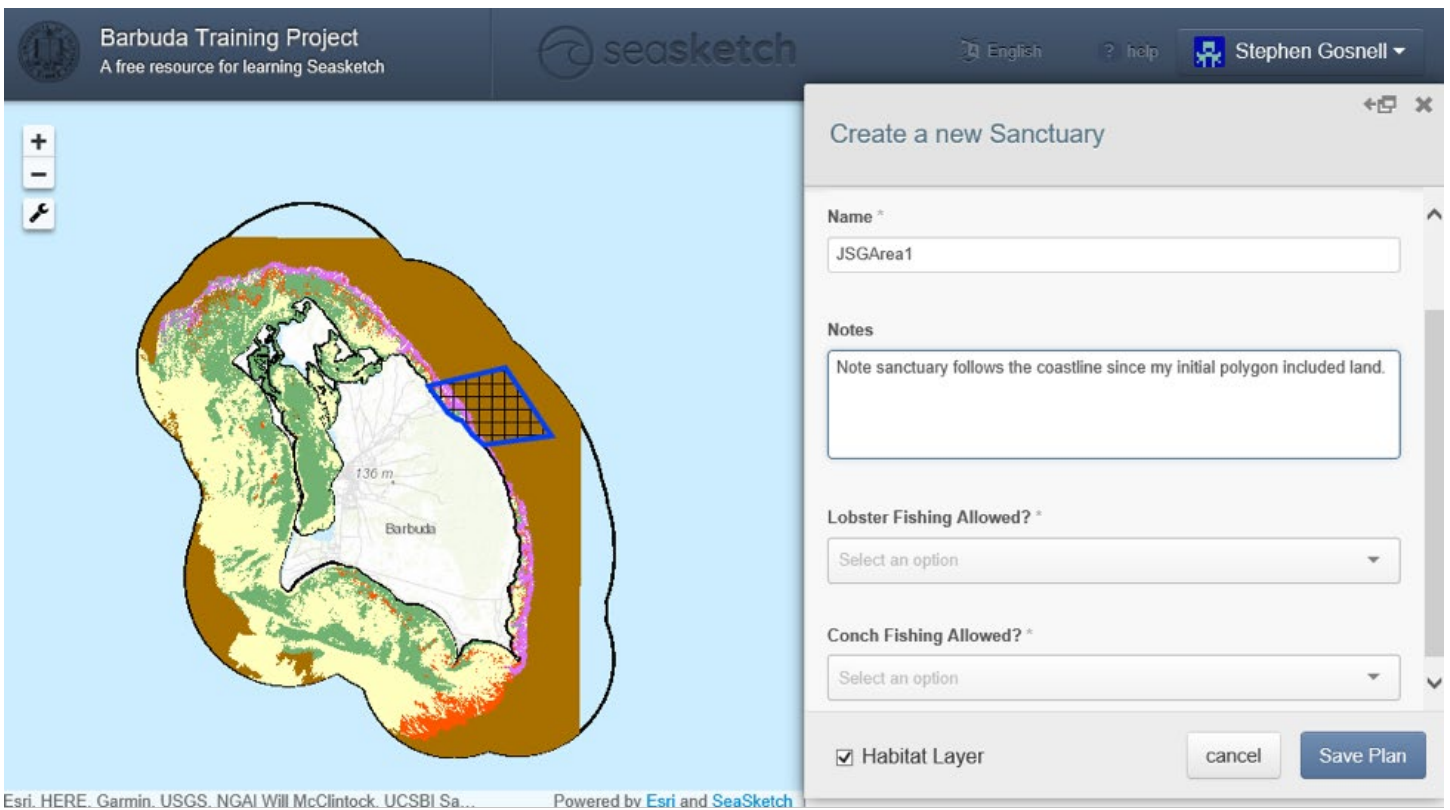 Barbuda Training Project
A free resource for learning Seasketch
seasketch
English
? help
Stephen Gosnell
Create a new Sanctuary
Name *
JSGArea1
Notes
Note sanctuary follows the coastline since my initial polygon included land.
Lobster Fishing Allowed? *
Select an option
Conch Fishing Allowed? *
Select an option
Habitat Layer
cancel
Save Plan
+
−
136 m
Barbuda
Esri, HERE, Garmin, USGS, NGAI Will McClintock, UCSBI Sa...
Powered by Esri and SeaSketch